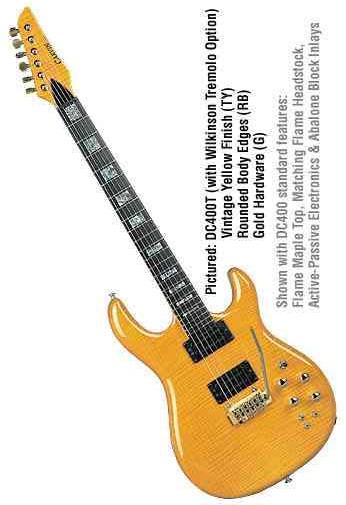 CARVIN
Pictured: DC400T (with Wilkinson Tremolo Option)
Vintage Yellow Finish (TY)
Rounded Body Edges (RB)
Gold Hardware (G)
Shown with DC400 standard features:
Flame Maple Top, Matching Flame Headstock,
Active-Passive Electronics & Abalone Block Inlays